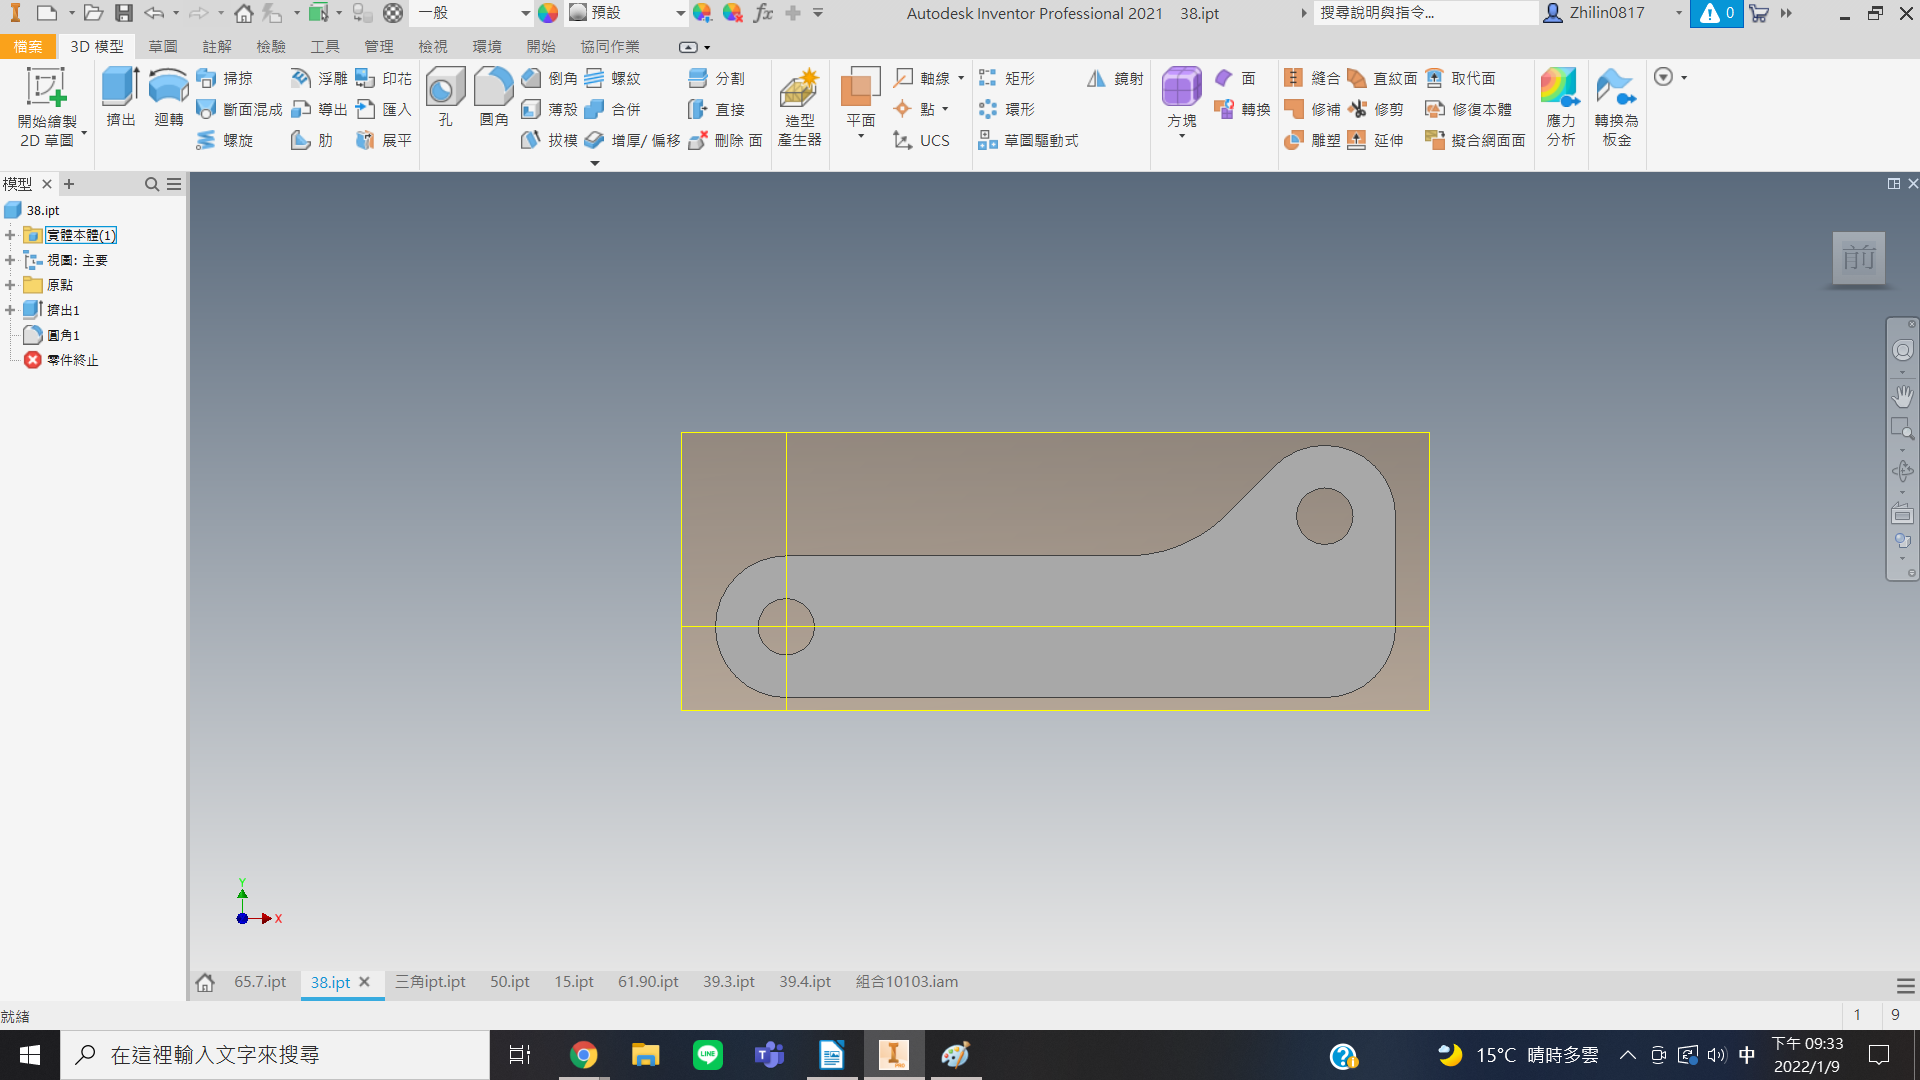 一般
預設
fx
Autodesk Inventor Professional 2021 38.ipt
搜尋說明與指令...
Zhilin0817
0
檔案
3D 模型
草圖
註解
檢驗
工具
管理
檢視
環境
開始
協同作業
開始繪製
2D 草圖
擠出
迴轉
掃掠
斷面混成
螺旋
浮雕
導出
肋
印花
匯入
展平
孔
圓角
倒角
薄殼
拔模
螺紋
合併
增厚/ 偏移
分割
直接
刪除 面
造型
產生器
平面
軸線
點
UCS
矩形
環形
草圖驅動式
鏡射
方塊
面
轉換
縫合
修補
雕塑
直紋面
修剪
延伸
取代面
修復本體
擬合網面面
應力
分析
轉換為
板金
模型
38.ipt
實體本體(1)
視圖: 主要
原點
擠出1
圓角1
零件終止
前
Y
X
65.7.ipt
38.ipt
三角ipt.ipt
50.ipt
15.ipt
61.90.ipt
39.3.ipt
39.4.ipt
組合10103.iam
就緒
1
9
在這裡輸入文字來搜尋
LINE
15°C 晴時多雲
中
下午 09:33
2022/1/9